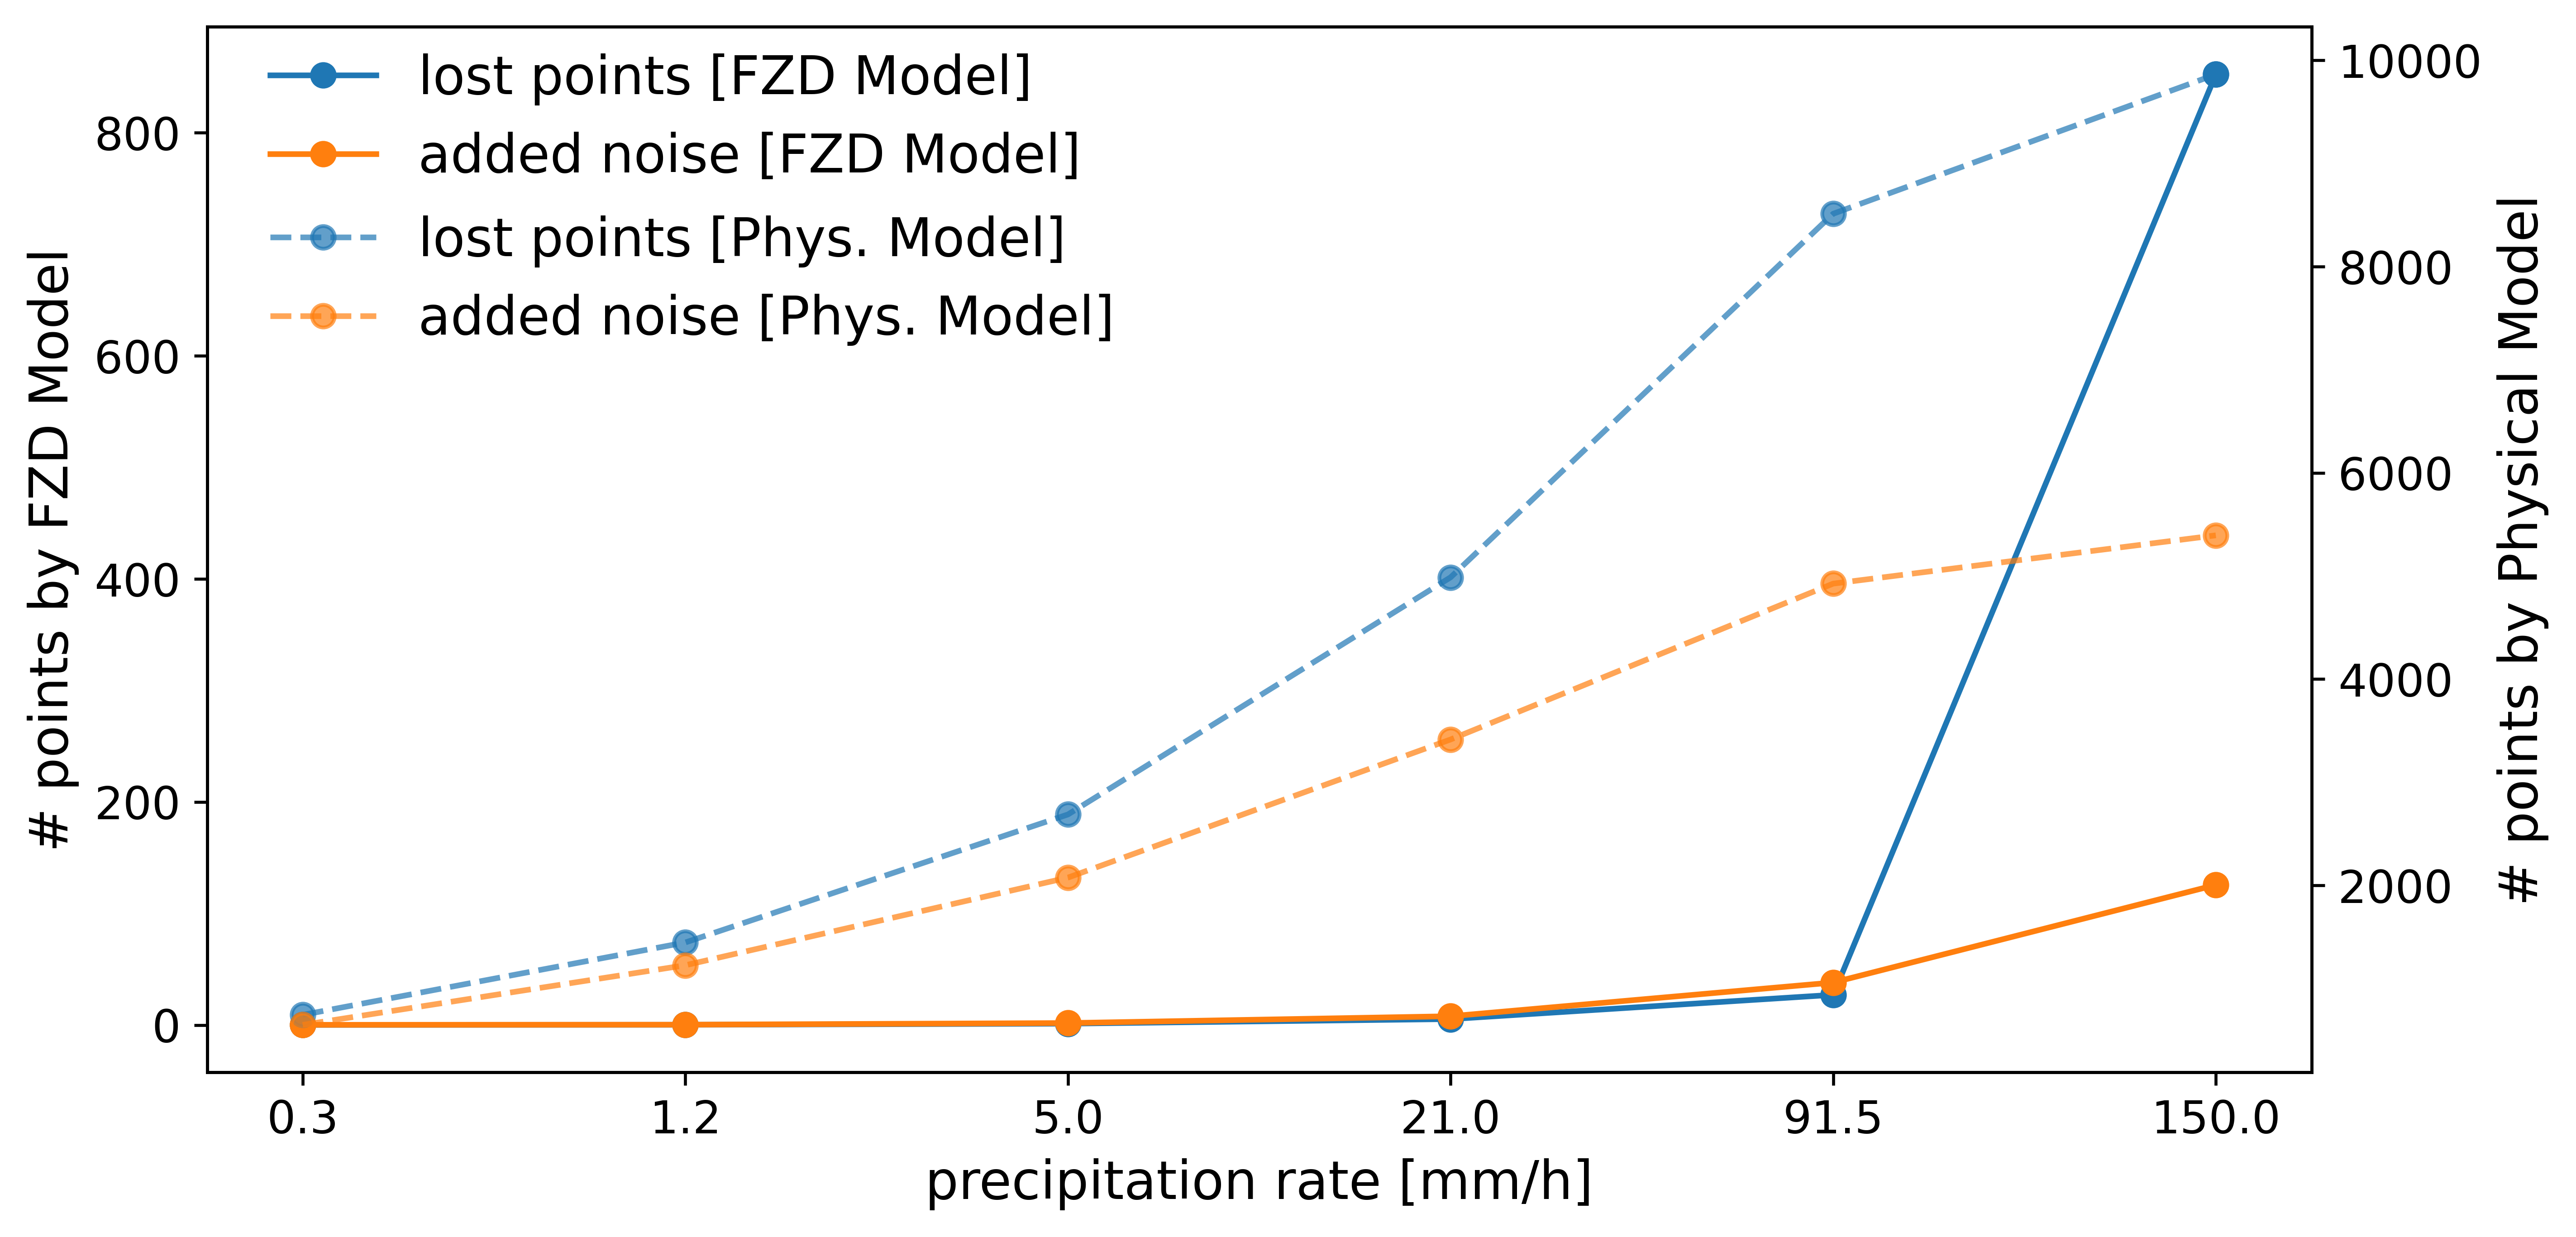 lost points [FZD Model]
added noise [FZD Model]
lost points [Phys. Model]
added noise [Phys. Model]
# points by FZD Model
800
600
400
200
0
10000
8000
6000
4000
2000
# points by Physical Model
0.3 1.2 5.0 21.0 91.5 150.0
precipitation rate [mm/h]